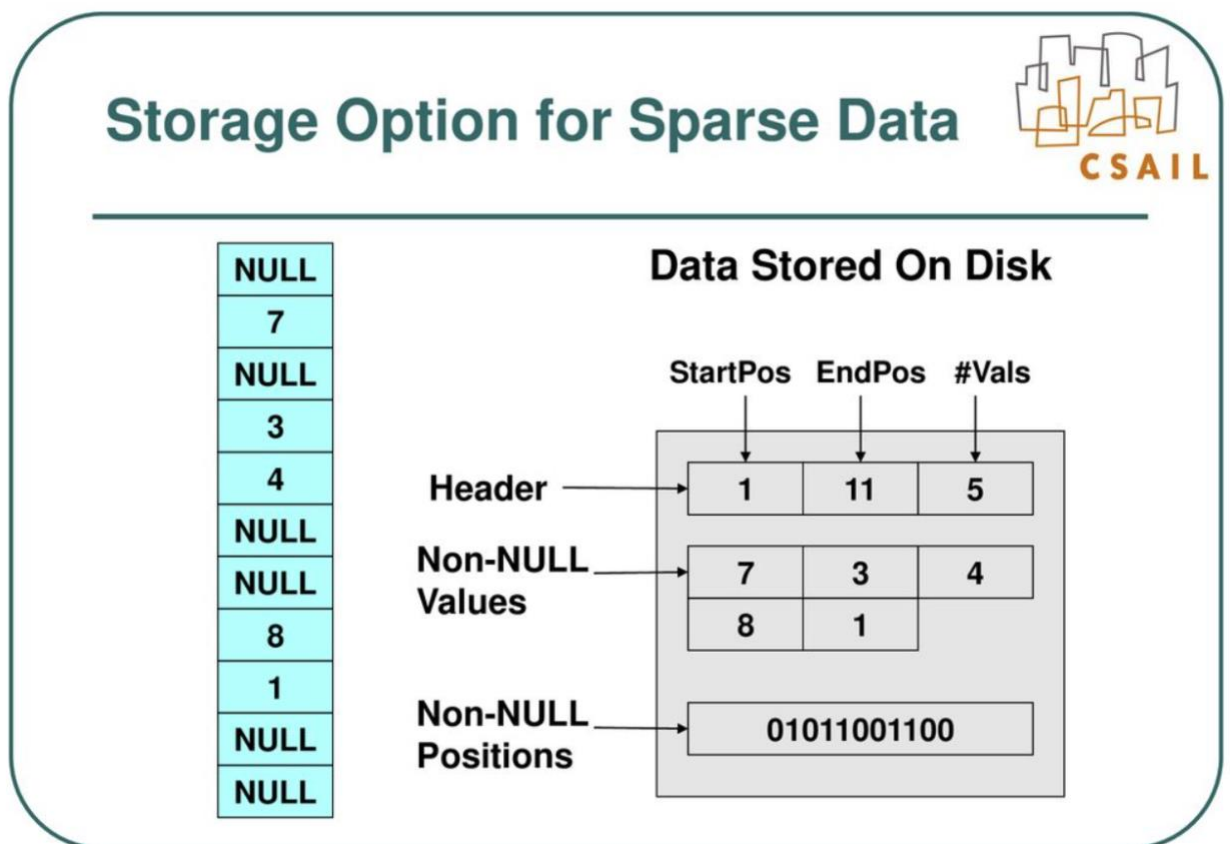 Storage Option for Sparse Data
CSAIL
NULL
7
NULL
3
4
NULL
NULL
8
1
NULL
NULL
Data Stored On Disk
StartPos EndPos #Vals
Header
1 11 5
Non-NULL
Values
7 3 4
8 1
Non-NULL
Positions
01011001100